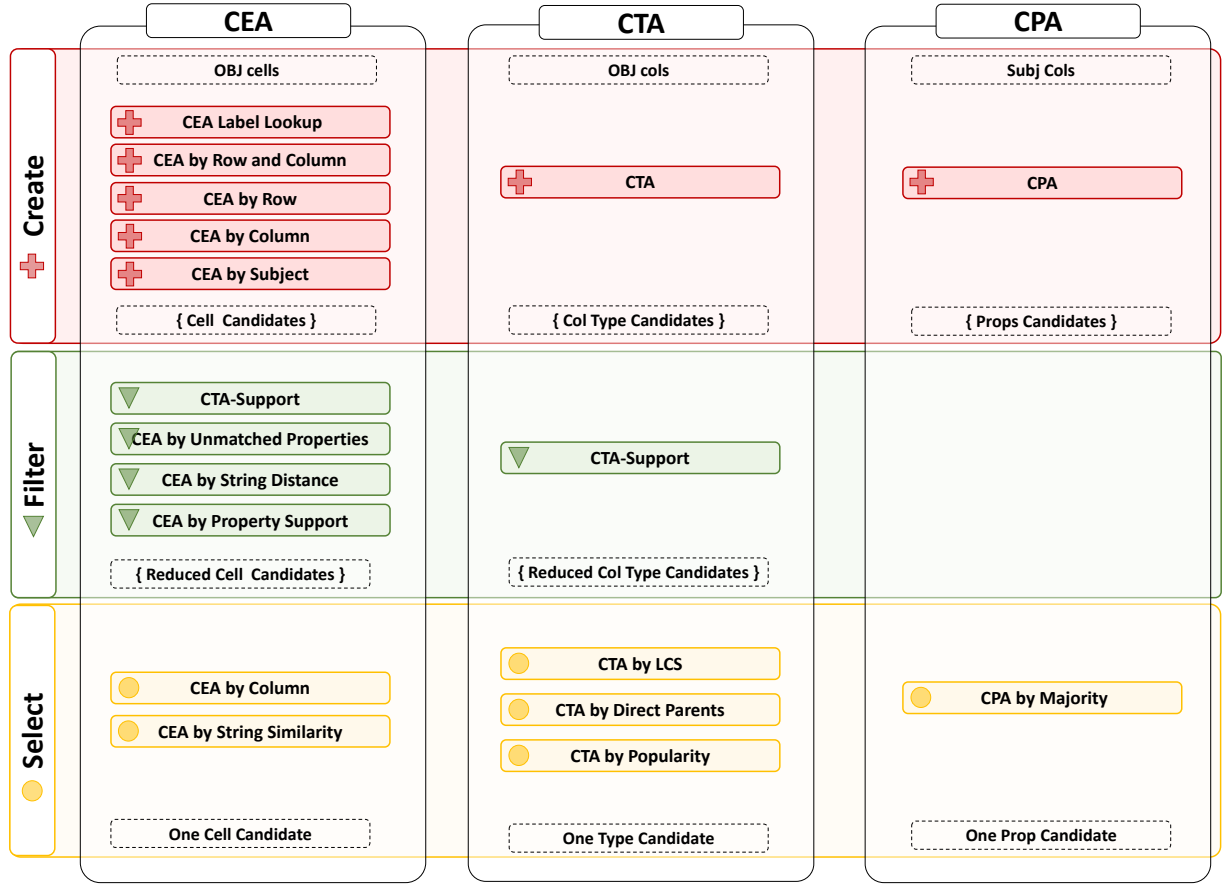 CEA
CTA
CPA
Create
OBJ cells
OBJ cols
Subj Cols
CEA Label Lookup
CEA by Row and Column
CEA by Row
CEA by Column
CEA by Subject
CTA
CPA
{ Cell Candidates }
{ Col Type Candidates }
{ Props Candidates }
Filter
CTA-Support
CEA by Unmatched Properties
CEA by String Distance
CEA by Property Support
CTA-Support
{ Reduced Cell Candidates }
{ Reduced Col Type Candidates }
Select
CEA by Column
CEA by String Similarity
CTA by LCS
CTA by Direct Parents
CTA by Popularity
CPA by Majority
One Cell Candidate
One Type Candidate
One Prop Candidate